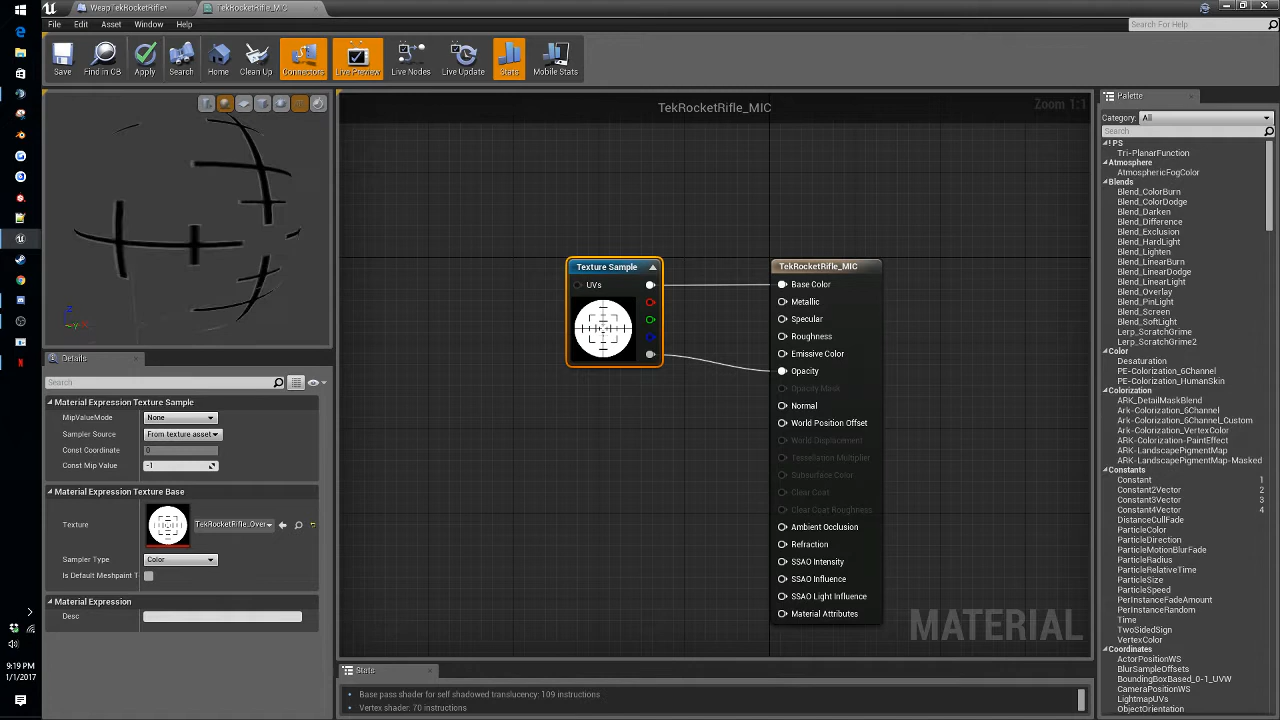 WeapTekRocketRifle*
TekRocketRifle_MIC
File Edit Asset Window Help
Search For Help
Save
Find in CB
Apply
Search
Home
Clean Up
Connectors
Live Preview
Live Nodes
Live Update
Stats
Mobile Stats
TekRocketRifle_MIC
Zoom 1:1
Palette
Category: All
Search
! PS
Tri-PlanarFunction
Atmosphere
AtmosphericFogColor
Blends
Blend_ColorBurn
Blend_ColorDodge
Blend_Darken
Blend_Difference
Blend_Exclusion
Blend_HardLight
Blend_Lighten
Blend_LinearBurn
Blend_LinearDodge
Blend_LinearLight
Blend_Overlay
Blend_PinLight
Blend_Screen
Blend_SoftLight
Lerp_ScratchGrime
Lerp_ScratchGrime2
Color
Desaturation
PE-Colorization_6Channel
PE-Colorization_HumanSkin
Colorization
ARK_DetailMaskBlend
Ark-Colorization_6Channel
Ark-Colorization_6Channel_Custom
Ark-Colorization_VertexColor
ARK-Colorization-PaintEffect
ARK-LandscapePigmentMap
ARK-LandscapePigmentMap-Masked
Constants
Constant 1
Constant2Vector 2
Constant3Vector 3
Constant4Vector 4
DistanceCullFade
ParticleColor
ParticleDirection
ParticleMotionBlurFade
ParticleRadius
ParticleRelativeTime
ParticleSize
ParticleSpeed
PerInstanceFadeAmount
PerInstanceRandom
Time
TwoSidedSign
VertexColor
Coordinates
ActorPositionWS
BlurSampleOffsets
BoundingBoxBased_0-1_UVW
CameraPositionWS
LightmapUVs
ObjectOrientation
Texture Sample
UVs
TekRocketRifle_MIC
Base Color
Metallic
Specular
Roughness
Emissive Color
Opacity
Opacity Mask
Normal
World Position Offset
World Displacement
Tessellation Multiplier
Subsurface Color
Clear Coat
Clear Coat Roughness
Ambient Occlusion
Refraction
SSAO Intensity
SSAO Influence
SSAO Light Influence
Material Attributes
MATERIAL
Z
Y
X
Details
Search
Material Expression Texture Sample
MipValueMode None
Sampler Source From texture asset
Const Coordinate 0
Const Mip Value -1
Material Expression Texture Base
Texture TekRocketRifle_Over
Sampler Type Color
Is Default Meshpaint T
Material Expression
Desc
Stats
Base pass shader for self shadowed translucency: 109 instructions
Vertex shader: 70 instructions
9:19 PM
1/1/2017